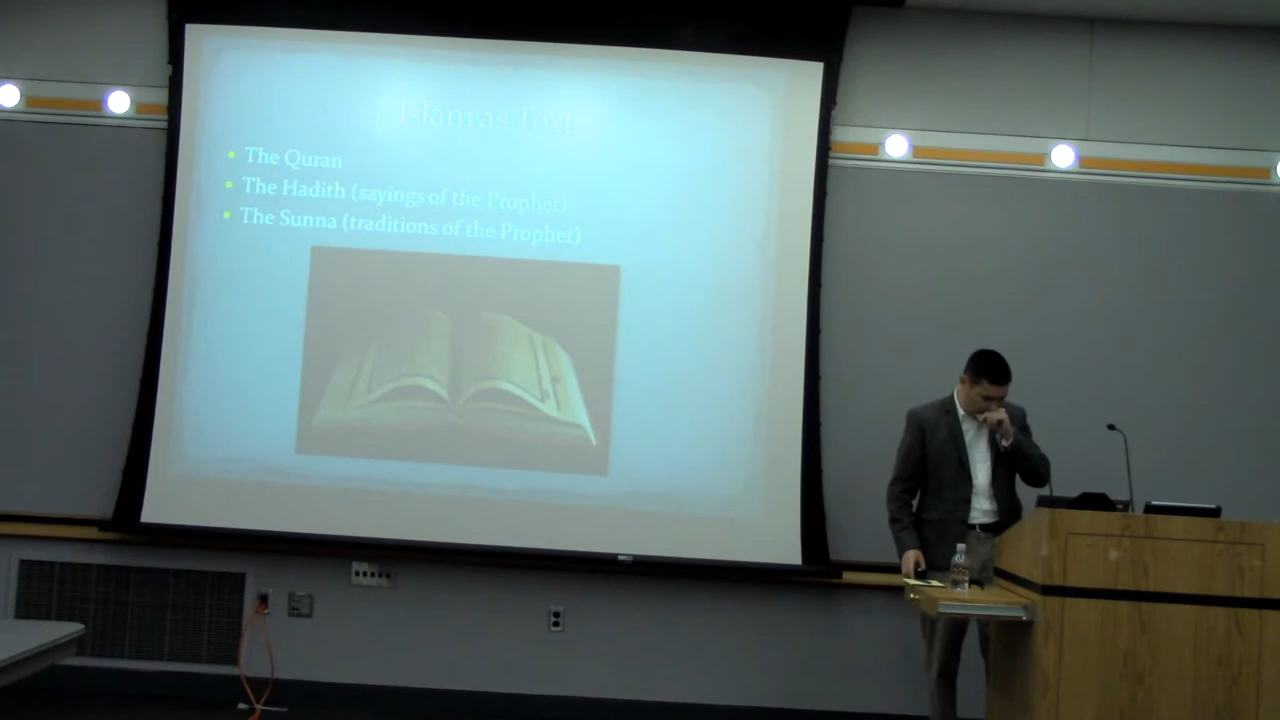 Islam as Text
The Quran
The Hadith (sayings of the Prophet)
The Sunna (traditions of the Prophet)